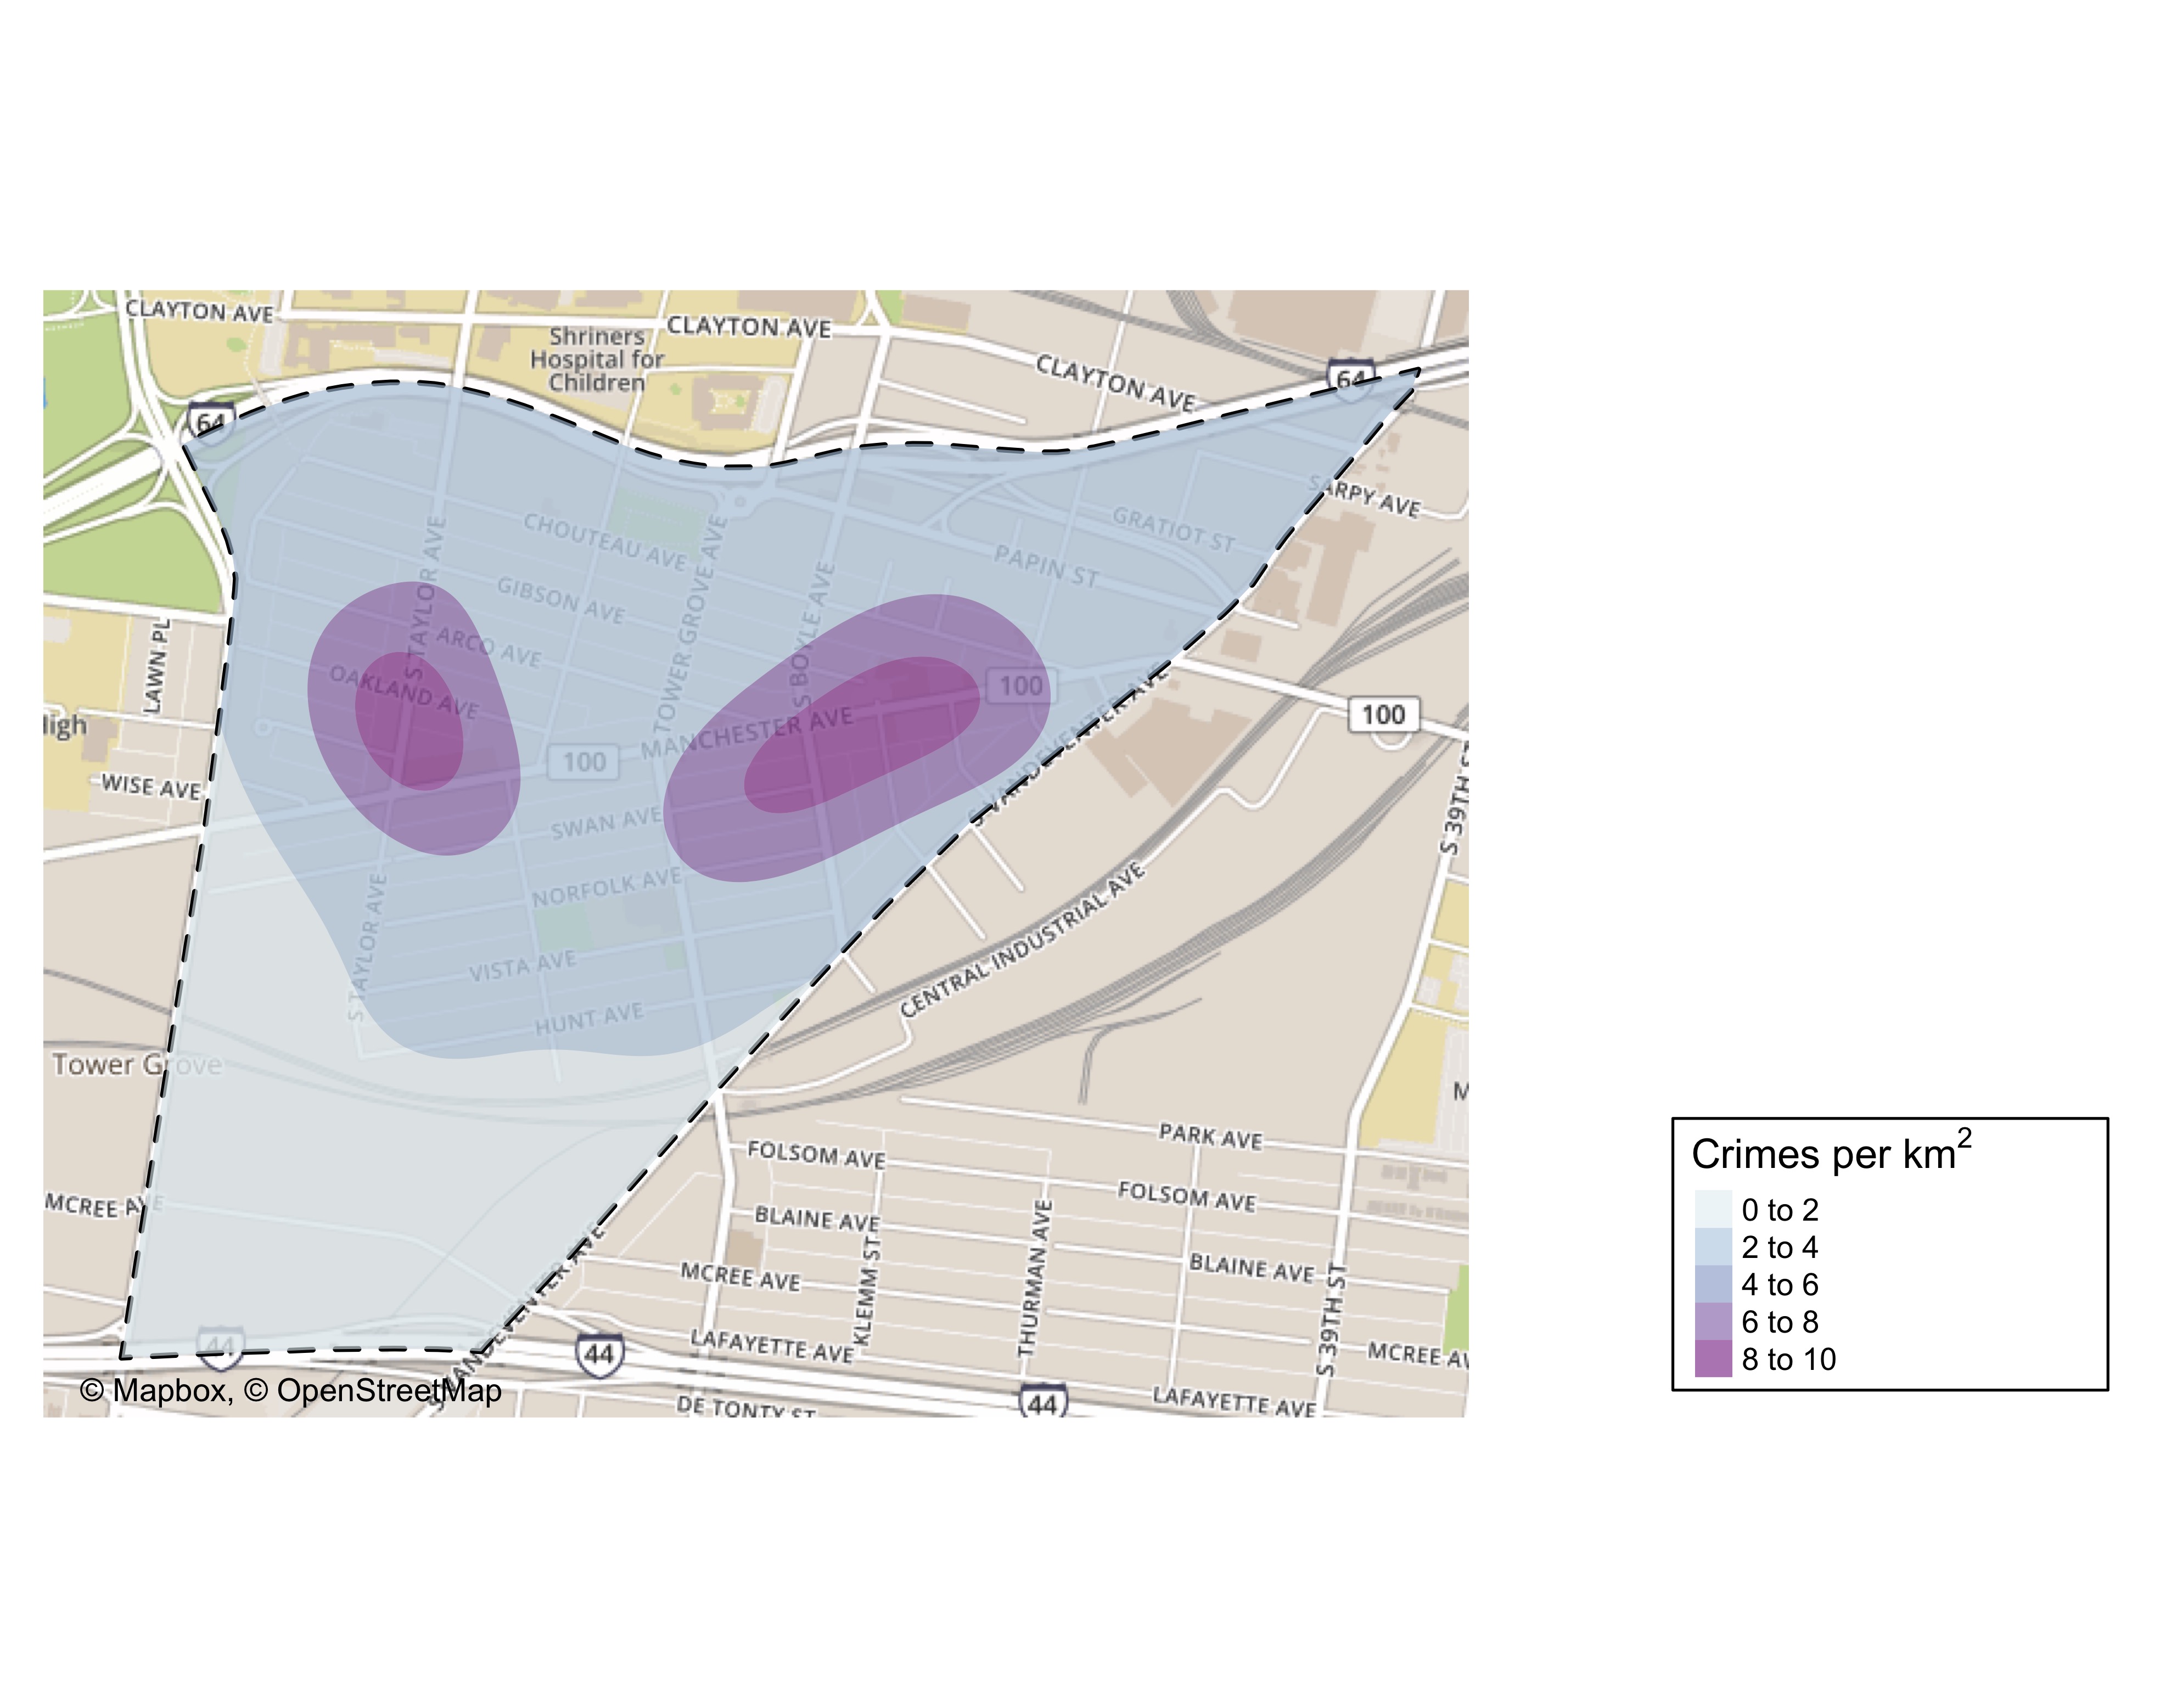 CLAYTON AVE
CLAYTON AVE
Shriners
Hospital for
Children
CLAYTON AVE
64
64
SARPY AVE
GRATIOT ST
CHOUTEAU AVE
PAPIN ST
S TAYLOR AVE
GIBSON AVE
TOWER GROVE AVE
S BOYLE AVE
ARCO AVE
LAWN PL
OAKLAND AVE
100
100
MANCHESTER AVE
S VANDEVENTER AVE
100
WISE AVE
SWAN AVE
NORFOLK AVE
S 39TH ST
S TAYLOR AVE
VISTA AVE
CENTRAL INDUSTRIAL AVE
HUNT AVE
Tower Grove
PARK AVE
FOLSOM AVE
FOLSOM AVE
MCREE AVE
BLAINE AVE
BLAINE AVE
KLEMM ST
THURMAN AVE
S 39TH ST
MCREE AVE
S VANDEVENTER AVE
44
44
LAFAYETTE AVE
MCREE AV
44
LAFAYETTE AVE
DE TONTY ST
© Mapbox, © OpenStreetMap
Crimes per km2
0 to 2
2 to 4
4 to 6
6 to 8
8 to 10